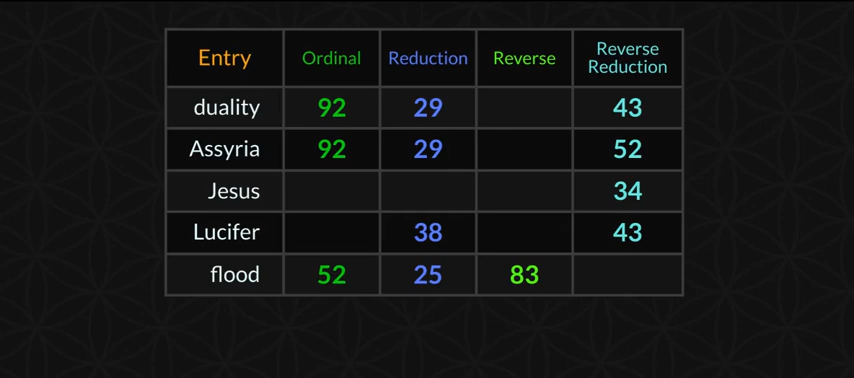 Entry Ordinal Reduction Reverse Reverse Reduction
duality 92 29 43
Assyria 92 29 52
Jesus 34
Lucifer 38 43
flood 52 25 83